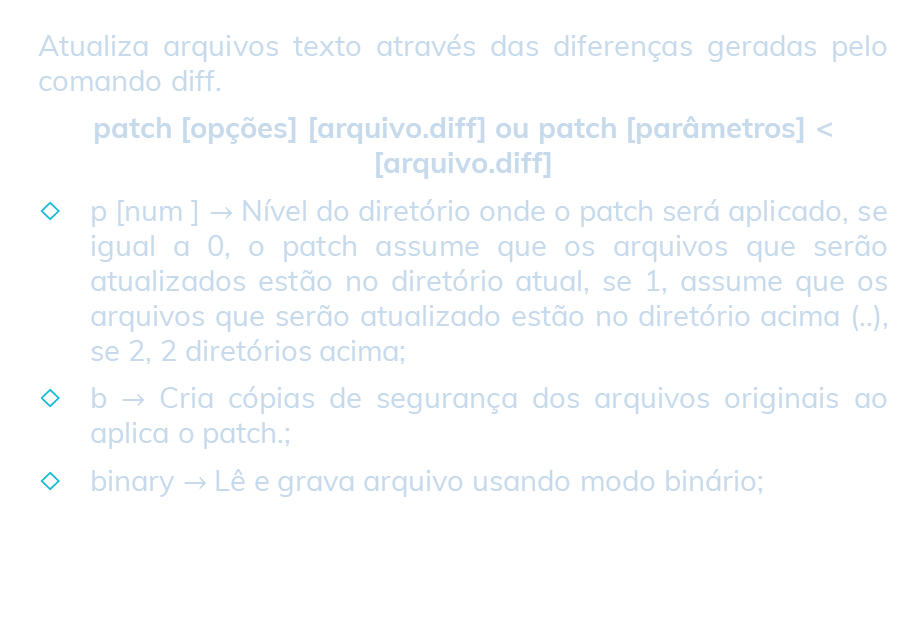 Atualiza arquivos texto através das diferenças geradas pelo
comando diff.
patch [opções] [arquivo.diff] ou patch [parâmetros] <
[arquivo.diff]
p [num ] → Nível do diretório onde o patch será aplicado, se
igual a 0, o patch assume que os arquivos que serão
atualizados estão no diretório atual, se 1, assume que os
arquivos que serão atualizado estão no diretório acima (..),
se 2, 2 diretórios acima;
b → Cria cópias de segurança dos arquivos originais ao
aplica o patch.;
binary → Lê e grava arquivo usando modo binário;